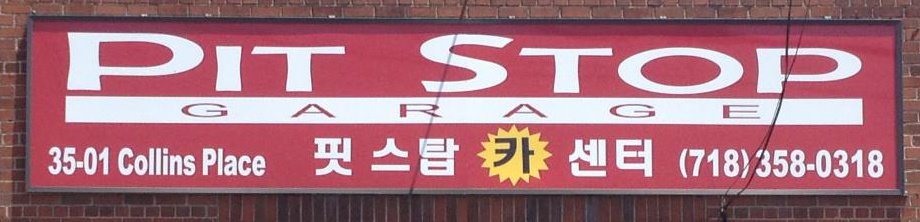 PIT STOP
GARAGE
35-01 Collins Place 핏 스탑 카 센터 (718) 358-0318